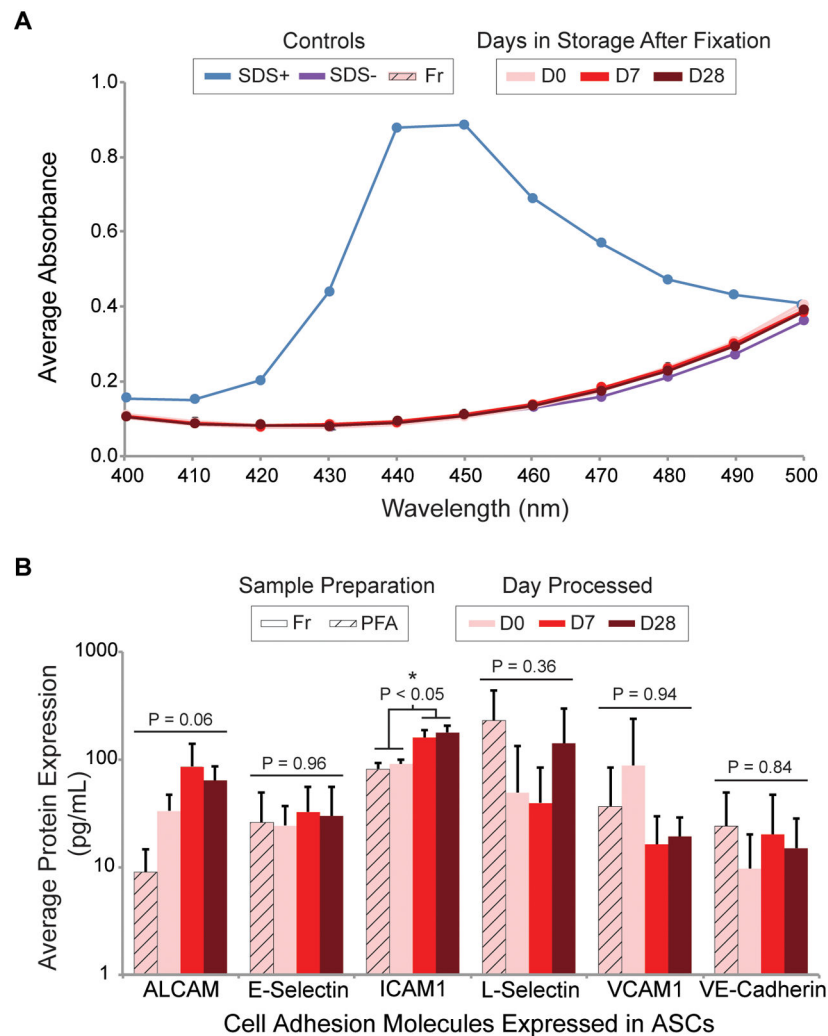 A
Controls
Days in Storage After Fixation
SDS+ SDS- Fr
D0 D7 D28
1.0
0.8
0.6
0.4
0.2
0.0
Average Absorbance
400 410 420 430 440 450 460 470 480 490 500
Wavelength (nm)
B
Sample Preparation
Day Processed
Fr PFA
D0 D7 D28
1000
100
10
1
Average Protein Expression
(pg/mL)
P = 0.06
P = 0.96
*
P < 0.05
P = 0.36
P = 0.94
P = 0.84
ALCAM E-Selectin ICAM1 L-Selectin VCAM1 VE-Cadherin
Cell Adhesion Molecules Expressed in ASCs